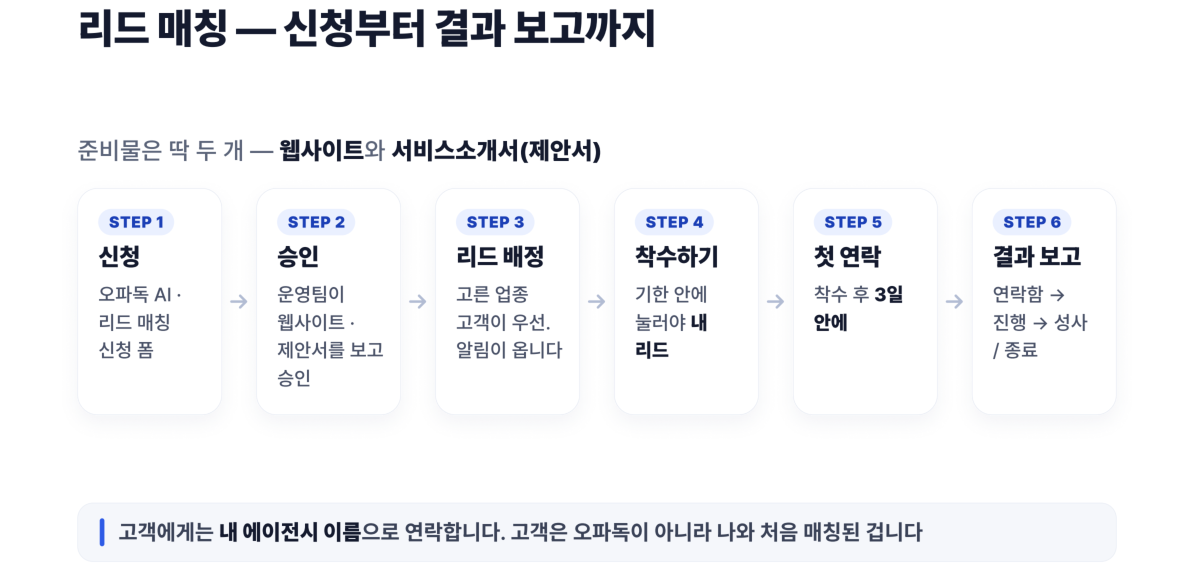 리드 매칭 — 신청부터 결과 보고까지
준비물은 딱 두 개 — 웹사이트와 서비스소개서(제안서)
STEP 1
신청
오파독 AI ·
리드 매칭
신청 폼
→
STEP 2
승인
운영팀이
웹사이트 ·
제안서를 보고
승인
→
STEP 3
리드 배정
고른 업종
고객이 우선.
알림이 옵니다
→
STEP 4
착수하기
기한 안에
눌러야 내
리드
→
STEP 5
첫 연락
착수 후 3일
안에
→
STEP 6
결과 보고
연락함 →
진행 → 성사
/ 종료
고객에게는 내 에이전시 이름으로 연락합니다. 고객은 오파독이 아니라 나와 처음 매칭된 겁니다